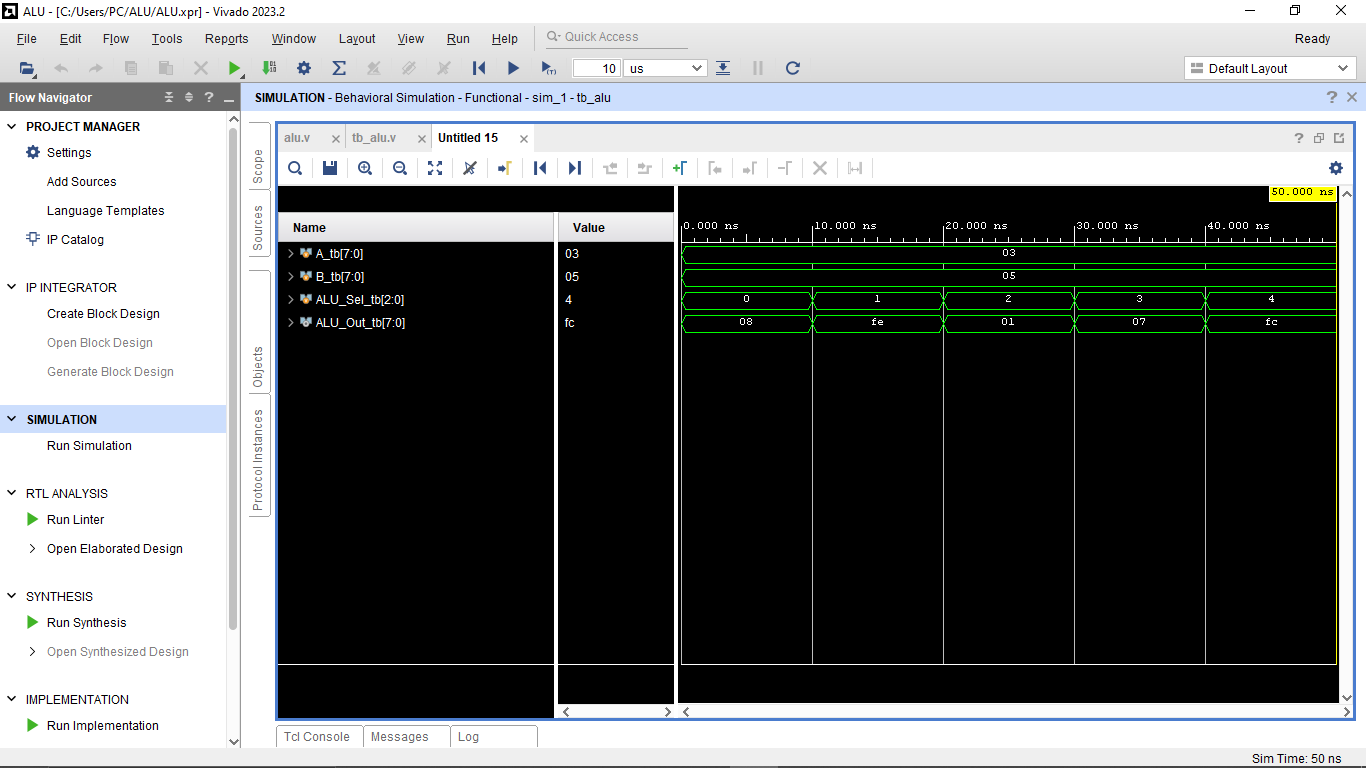 ALU - [C:/Users/PC/ALU/ALU.xpr] - Vivado 2023.2
File Edit Flow Tools Reports Window Layout View Run Help Quick Access Ready
10 us Default Layout
Flow Navigator
PROJECT MANAGER
Settings
Add Sources
Language Templates
IP Catalog
IP INTEGRATOR
Create Block Design
Open Block Design
Generate Block Design
SIMULATION
Run Simulation
RTL ANALYSIS
Run Linter
Open Elaborated Design
SYNTHESIS
Run Synthesis
Open Synthesized Design
IMPLEMENTATION
Run Implementation
SIMULATION - Behavioral Simulation - Functional - sim_1 - tb_alu
Scope
Sources
Objects
Protocol Instances
alu.v tb_alu.v Untitled 15
50.000 ns
Name Value 0.000 ns 10.000 ns 20.000 ns 30.000 ns 40.000 ns
A_tb[7:0] 03 03
B_tb[7:0] 05 05
ALU_Sel_tb[2:0] 4 0 1 2 3 4
ALU_Out_tb[7:0] fc 08 fe 01 07 fc
Tcl Console Messages Log
Sim Time: 50 ns